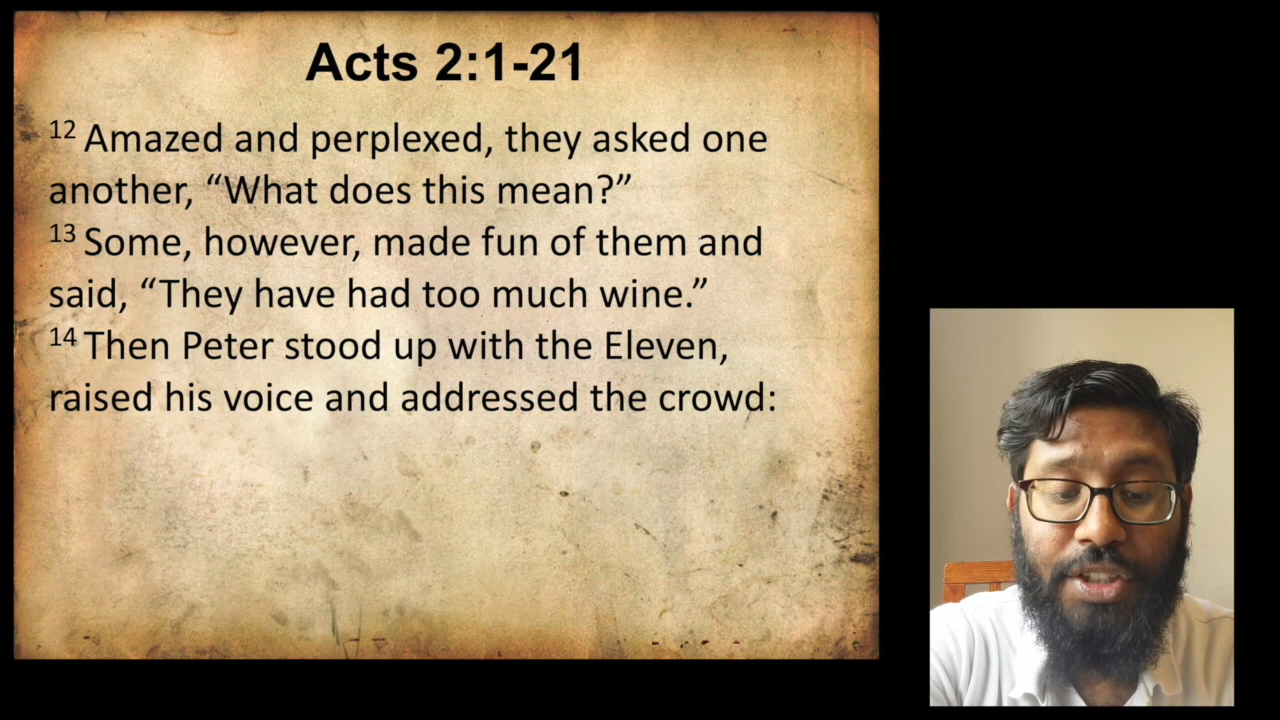 Acts 2:1-21
12 Amazed and perplexed, they asked one
another, “What does this mean?”
13 Some, however, made fun of them and
said, “They have had too much wine.”
14 Then Peter stood up with the Eleven,
raised his voice and addressed the crowd: